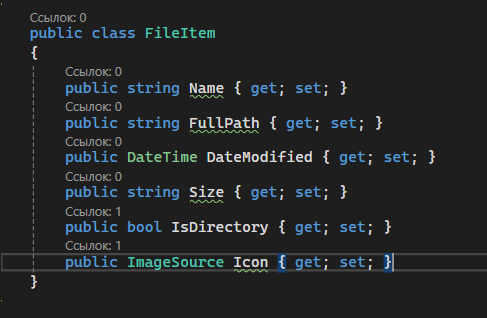 Ссылок: 0
public class FileItem
{
Ссылок: 0
public string Name { get; set; }
Ссылок: 0
public string FullPath { get; set; }
Ссылок: 0
public DateTime DateModified { get; set; }
Ссылок: 0
public string Size { get; set; }
Ссылок: 1
public bool IsDirectory { get; set; }
Ссылок: 1
public ImageSource Icon { get; set; }
}